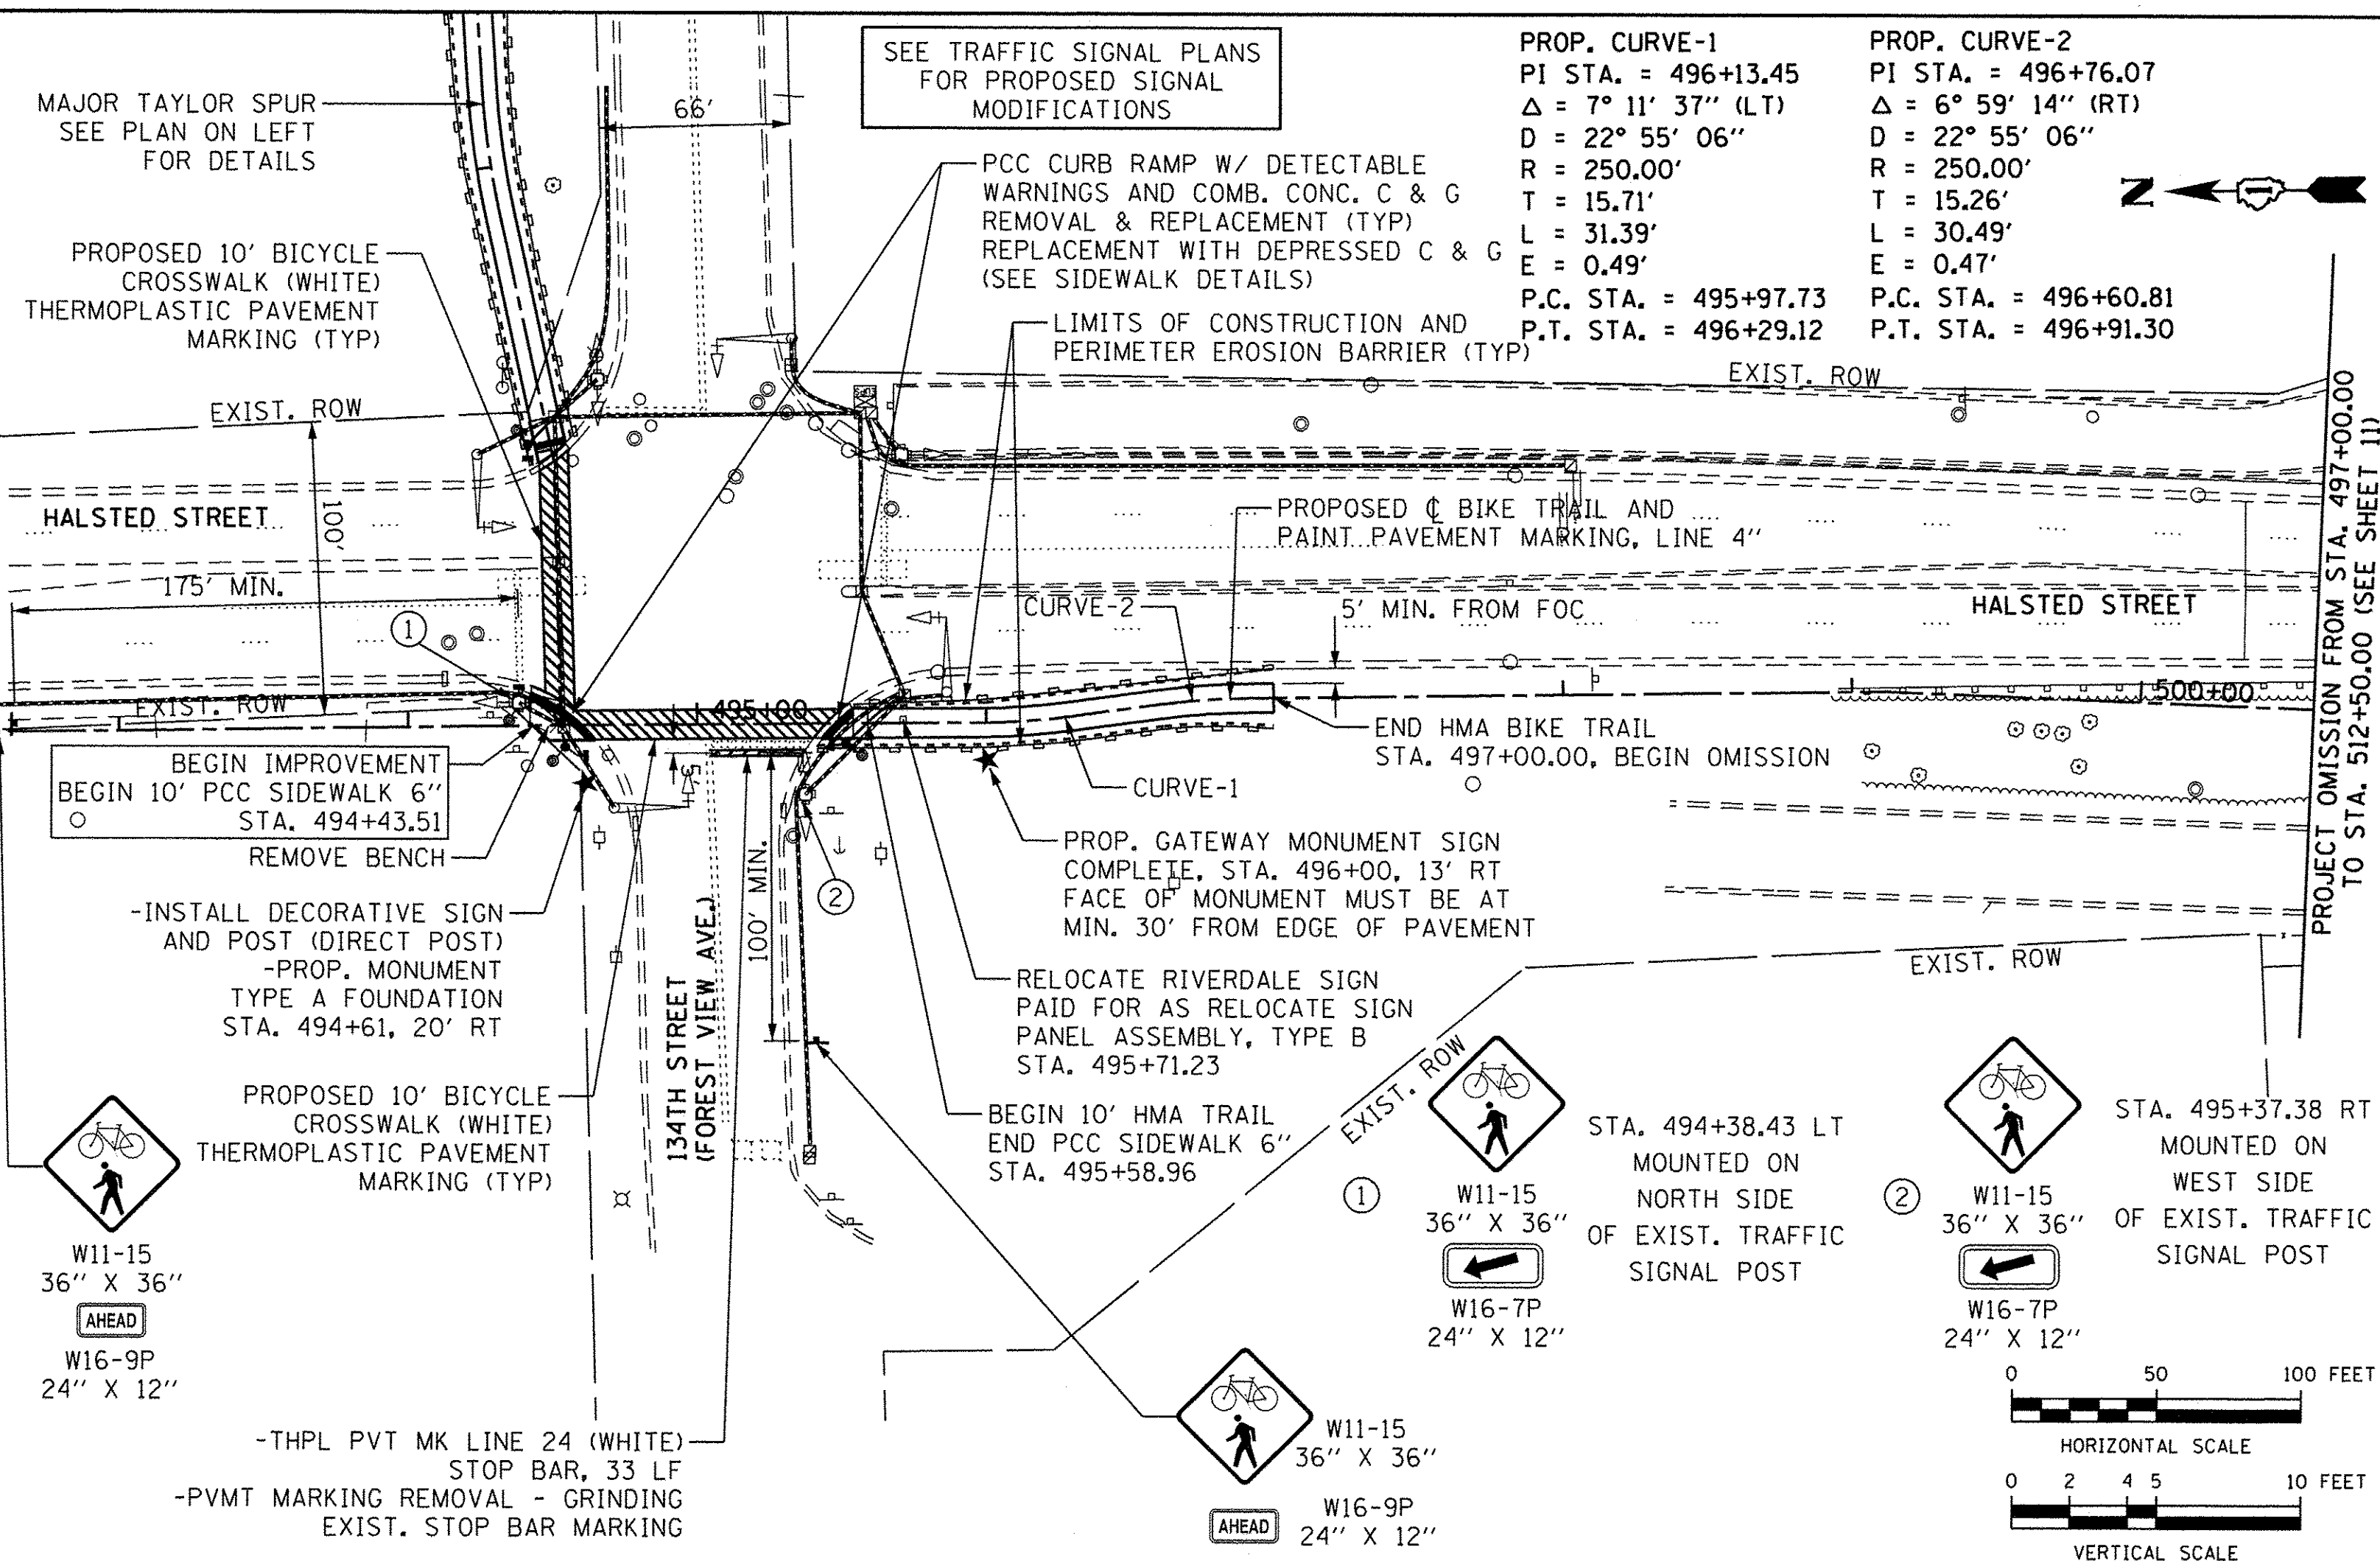 MAJOR TAYLOR SPUR
SEE PLAN ON LEFT
FOR DETAILS
66'
SEE TRAFFIC SIGNAL PLANS
FOR PROPOSED SIGNAL
MODIFICATIONS
PROP. CURVE-1
PI STA. = 496+13.45
Δ = 7° 11' 37" (LT)
D = 22° 55' 06"
R = 250.00'
T = 15.71'
L = 31.39'
E = 0.49'
P.C. STA. = 495+97.73
P.T. STA. = 496+29.12
PROP. CURVE-2
PI STA. = 496+76.07
Δ = 6° 59' 14" (RT)
D = 22° 55' 06"
R = 250.00'
T = 15.26'
L = 30.49'
E = 0.47'
P.C. STA. = 496+60.81
P.T. STA. = 496+91.30
N
PROPOSED 10' BICYCLE
CROSSWALK (WHITE)
THERMOPLASTIC PAVEMENT
MARKING (TYP)
PCC CURB RAMP W/ DETECTABLE
WARNINGS AND COMB. CONC. C & G
REMOVAL & REPLACEMENT (TYP)
REPLACEMENT WITH DEPRESSED C & G
(SEE SIDEWALK DETAILS)
LIMITS OF CONSTRUCTION AND
PERIMETER EROSION BARRIER (TYP)
EXIST. ROW
EXIST. ROW
HALSTED STREET
100'
175' MIN.
1
PROPOSED ℄ BIKE TRAIL AND
PAINT PAVEMENT MARKING, LINE 4"
CURVE-2
5' MIN. FROM FOC
HALSTED STREET
PROJECT OMISSION FROM STA. 497+00.00
TO STA. 512+50.00 (SEE SHEET 11)
EXIST. ROW
495+00
500+00
BEGIN IMPROVEMENT
BEGIN 10' PCC SIDEWALK 6"
STA. 494+43.51
5'
END HMA BIKE TRAIL
STA. 497+00.00, BEGIN OMISSION
CURVE-1
REMOVE BENCH
-INSTALL DECORATIVE SIGN
AND POST (DIRECT POST)
-PROP. MONUMENT
TYPE A FOUNDATION
STA. 494+61, 20' RT
134TH STREET
(FOREST VIEW AVE.)
100' MIN.
2
PROP. GATEWAY MONUMENT SIGN
COMPLETE, STA. 496+00, 13' RT
FACE OF MONUMENT MUST BE AT
MIN. 30' FROM EDGE OF PAVEMENT
EXIST. ROW
RELOCATE RIVERDALE SIGN
PAID FOR AS RELOCATE SIGN
PANEL ASSEMBLY, TYPE B
STA. 495+71.23
EXIST. ROW
PROPOSED 10' BICYCLE
CROSSWALK (WHITE)
THERMOPLASTIC PAVEMENT
MARKING (TYP)
BEGIN 10' HMA TRAIL
END PCC SIDEWALK 6"
STA. 495+58.96
W11-15
36" X 36"
AHEAD
W16-9P
24" X 12"
1
W11-15
36" X 36"
W16-7P
24" X 12"
STA. 494+38.43 LT
MOUNTED ON
NORTH SIDE
OF EXIST. TRAFFIC
SIGNAL POST
2
W11-15
36" X 36"
W16-7P
24" X 12"
STA. 495+37.38 RT
MOUNTED ON
WEST SIDE
OF EXIST. TRAFFIC
SIGNAL POST
-THPL PVT MK LINE 24 (WHITE)
STOP BAR, 33 LF
-PVMT MARKING REMOVAL - GRINDING
EXIST. STOP BAR MARKING
W11-15
36" X 36"
AHEAD
W16-9P
24" X 12"
0 50 100 FEET
HORIZONTAL SCALE
0 2 4 5 10 FEET
VERTICAL SCALE